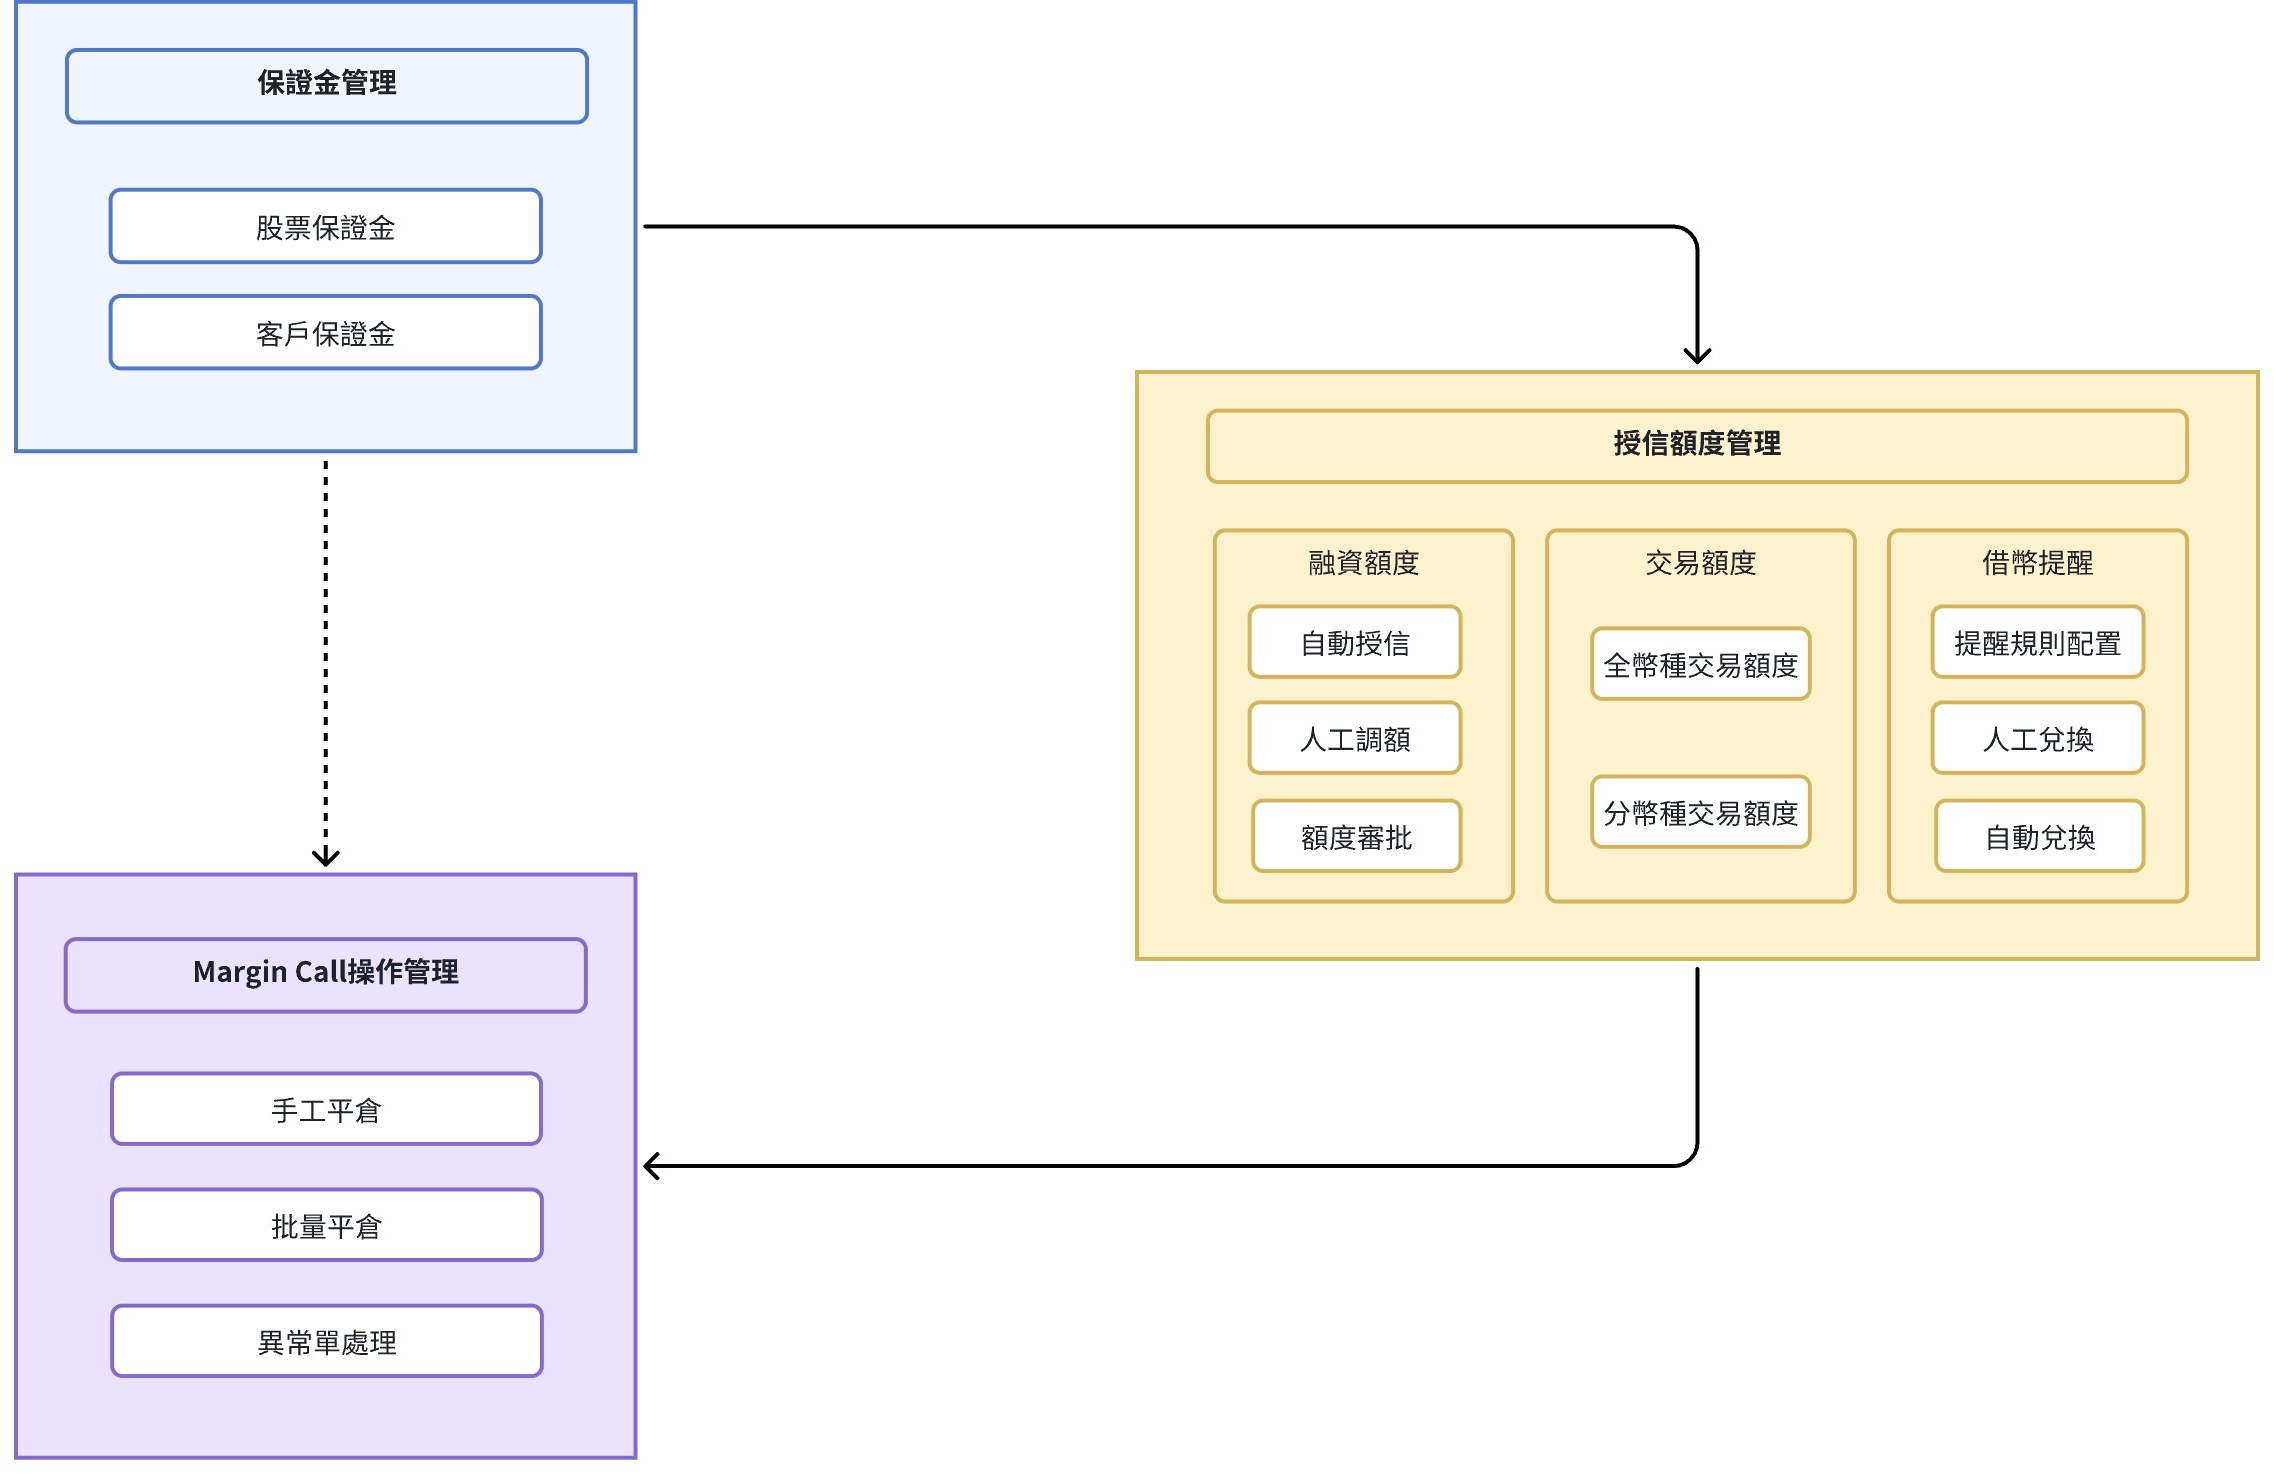 保證金管理
股票保證金
客戶保證金
授信額度管理
融資額度
自動授信
人工調額
額度審批
交易額度
全幣種交易額度
分幣種交易額度
借幣提醒
提醒規則配置
人工兌換
自動兌換
Margin Call操作管理
手工平倉
批量平倉
異常單處理